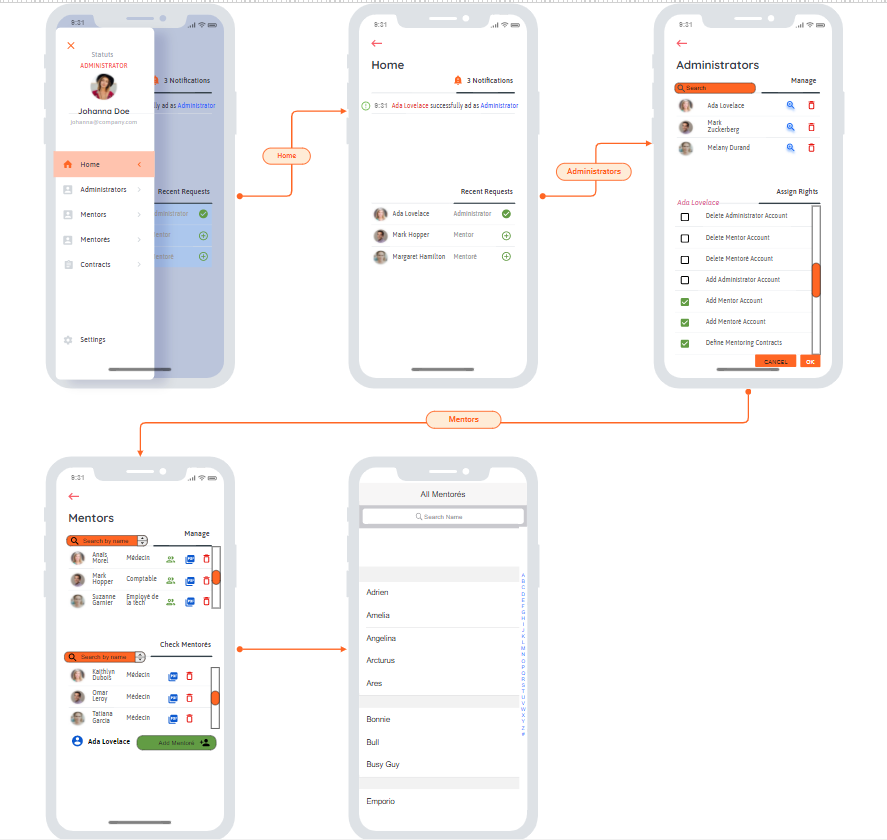 9:31
Statuts
ADMINISTRATOR
Johanna Doe
johanna@company.com
Home
Administrators
Mentors
Mentorés
Contracts
Settings
3 Notifications
lly ad as Administrator
Recent Requests
dministrator
entor
entoré
Home
9:31
Home
3 Notifications
9:31 Ada Lovelace successfully ad as Administrator
Recent Requests
Ada Lovelace Administrator
Mark Hopper Mentor
Margaret Hamilton Mentoré
Administrators
9:31
Administrators
Search
Manage
Ada Lovelace
Mark
Zuckerberg
Melany Durand
Assign Rights
Ada Lovelace
Delete Administrator Account
Delete Mentor Account
Delete Mentoré Account
Add Administrator Account
Add Mentor Account
Add Mentoré Account
Define Mentoring Contracts
CANCEL OK
Mentors
9:31
Mentors
Manage
Search by name
Anaïs
Morel
Médecin
PDF
Mark
Hopper
Comptable
PDF
Suzanne
Garnier
Employé de
la tech
PDF
Check Mentorés
Search by name
Kaithlyn
Dubois
Médecin
PDF
Omar
Leroy
Médecin
PDF
Tatiana
Garcia
Médecin
PDF
Ada Lovelace
Add Mentoré
All Mentorés
Search Name
Adrien
Amelia
Angelina
Arcturus
Ares
Bonnie
Bull
Busy Guy
Emporio
A
B
C
D
E
F
G
H
I
J
K
L
M
N
O
P
Q
R
S
T
U
V
W
X
Y
Z
#